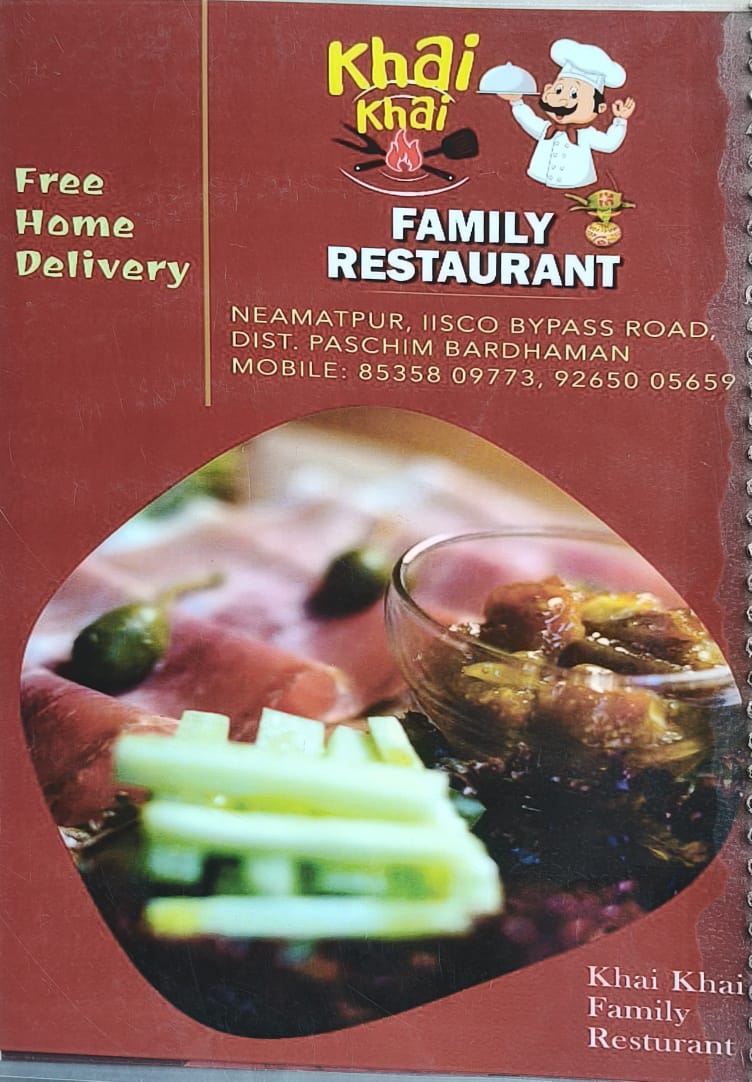 Khai
Khai
FAMILY
RESTAURANT
Free
Home
Delivery
NEAMATPUR, IISCO BYPASS ROAD,
DIST. PASCHIM BARDHAMAN
MOBILE: 85358 09773, 92650 05659
Khai Khai
Family
Resturant